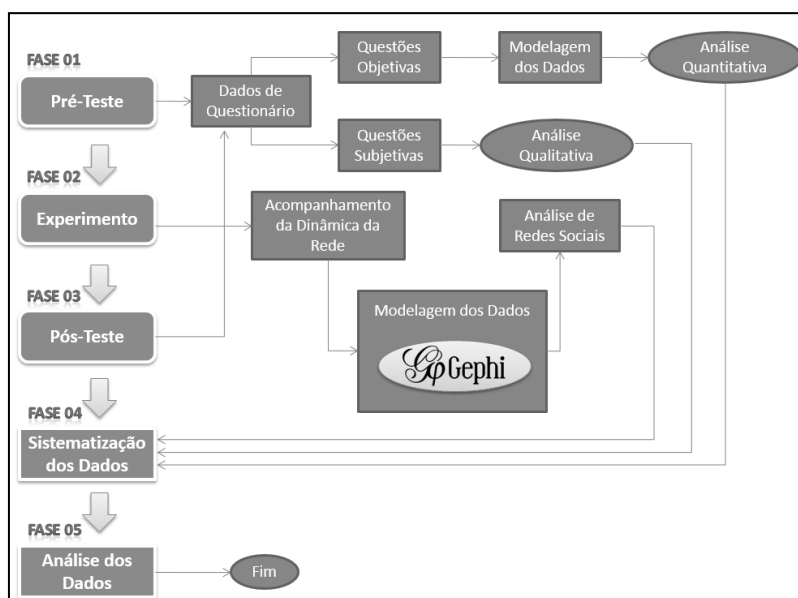 FASE 01
Pré-Teste
Dados de
Questionário
Questões
Objetivas
Modelagem
dos Dados
Análise
Quantitativa
Questões
Subjetivas
Análise
Qualitativa
FASE 02
Experimento
Acompanhamento
da Dinâmica da
Rede
Análise de
Redes Sociais
FASE 03
Pós-Teste
Modelagem dos Dados
Gephi
FASE 04
Sistematização
dos Dados
FASE 05
Análise dos
Dados
Fim